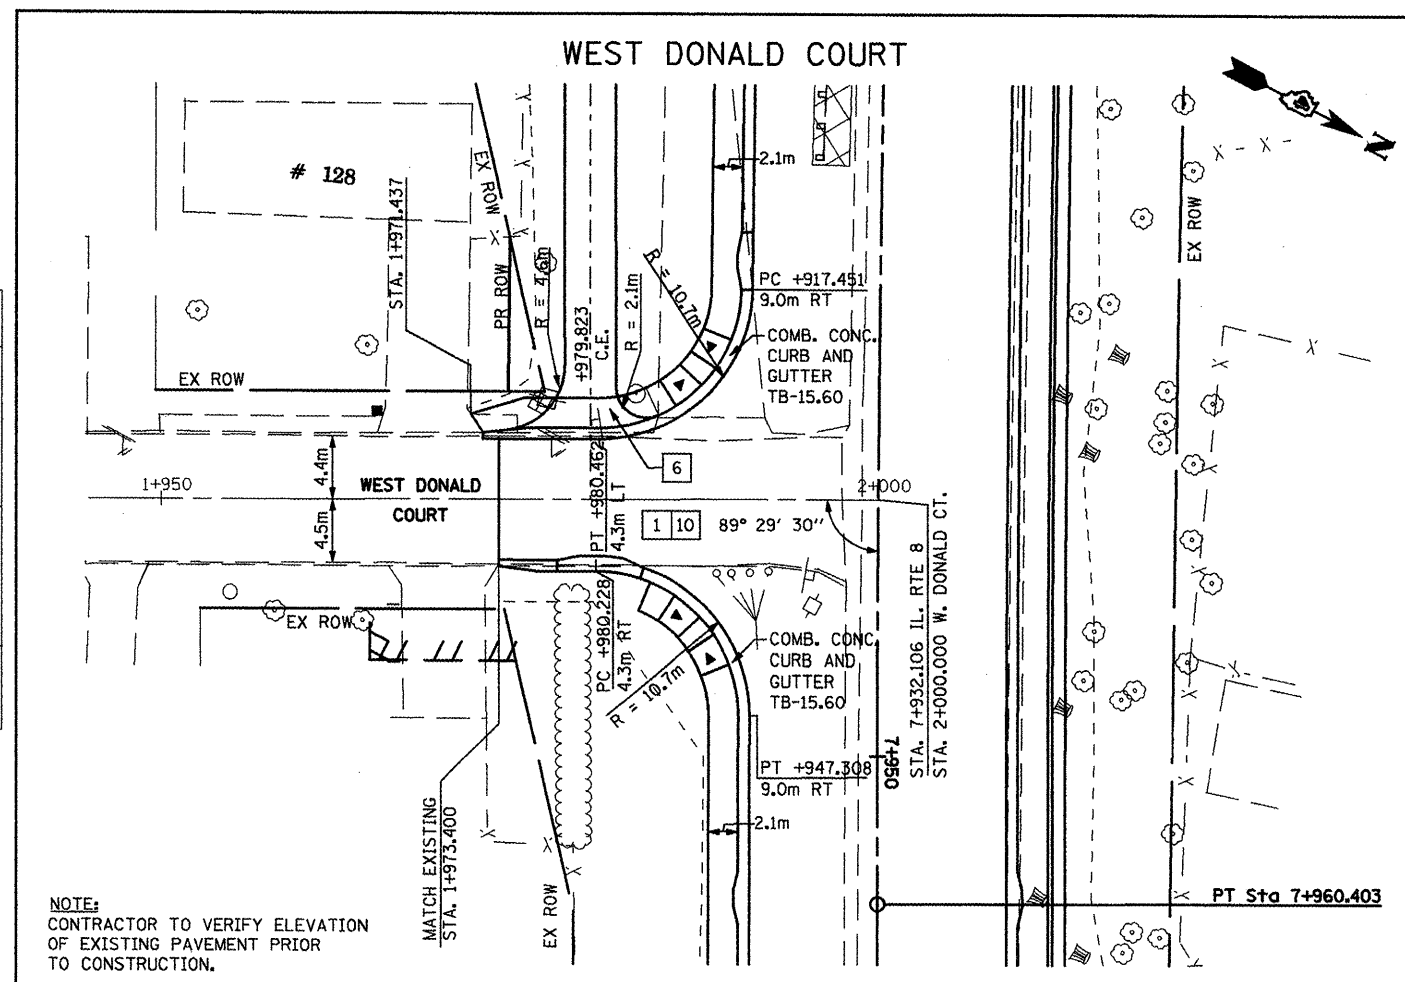 WEST DONALD COURT
N
# 128
EX ROW
STA. 1+971.437
PR ROW
R = 4.6m
+979.823
C.E.
R = 2.1m
R = 10.7m
2.1m
PC +917.451
9.0m RT
COMB. CONC.
CURB AND
GUTTER
TB-15.60
EX ROW
EX ROW
4.4m
4.5m
1+950
WEST DONALD
COURT
PT +980.462
4.3m LT
6
1 10
89° 29' 30"
2+000
STA. 7+932.106 IL. RTE 8
STA. 2+000.000 W. DONALD CT.
EX ROW
PC +980.228
4.3m RT
R = 10.7m
COMB. CONC.
CURB AND
GUTTER
TB-15.60
PT +947.308
9.0m RT
7+950
2.1m
MATCH EXISTING
STA. 1+973.400
EX ROW
PT Sta 7+960.403
NOTE:
CONTRACTOR TO VERIFY ELEVATION
OF EXISTING PAVEMENT PRIOR
TO CONSTRUCTION.